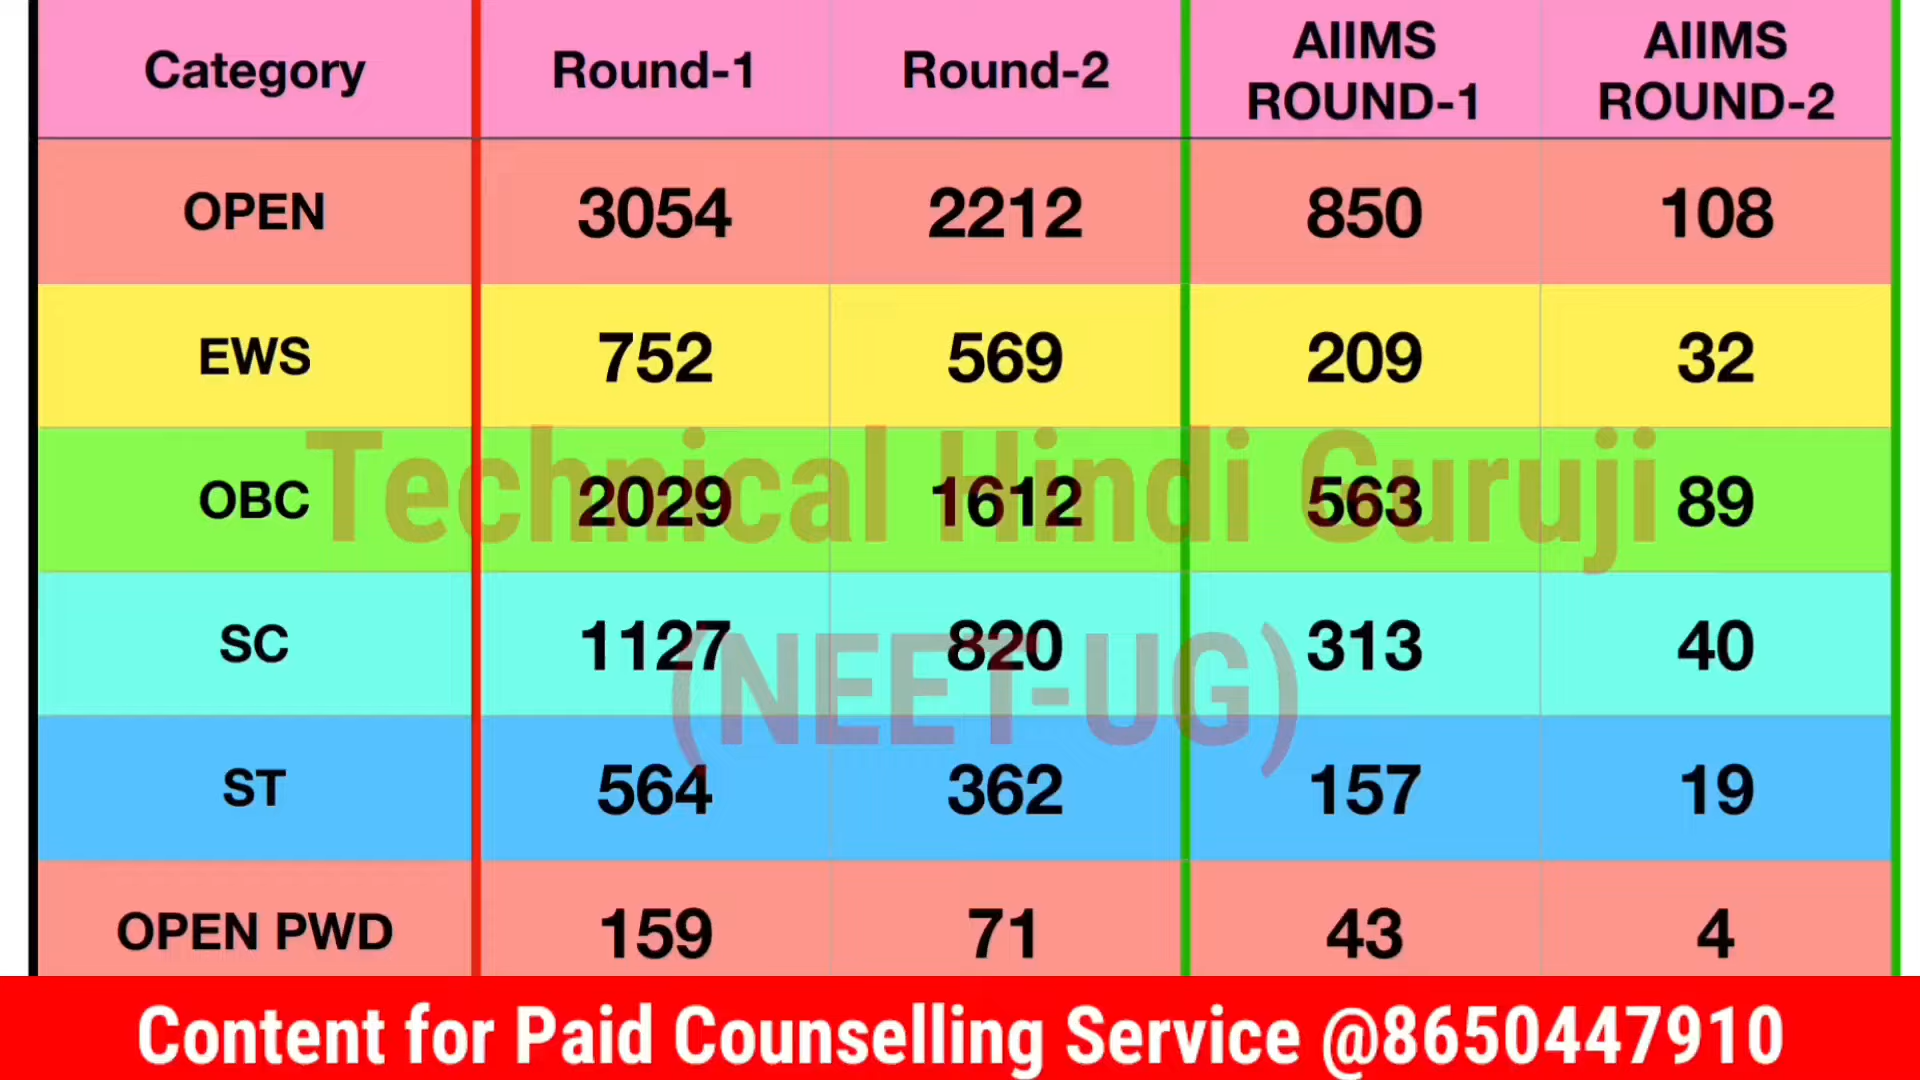 Category Round-1 Round-2 AIIMS ROUND-1 AIIMS ROUND-2
OPEN 3054 2212 850 108
EWS 752 569 209 32
OBC 2029 1612 563 89
Technical Hindi Guruji
SC 1127 820 313 40
(NEET-UG)
ST 564 362 157 19
OPEN PWD 159 71 43 4
Content for Paid Counselling Service @8650447910